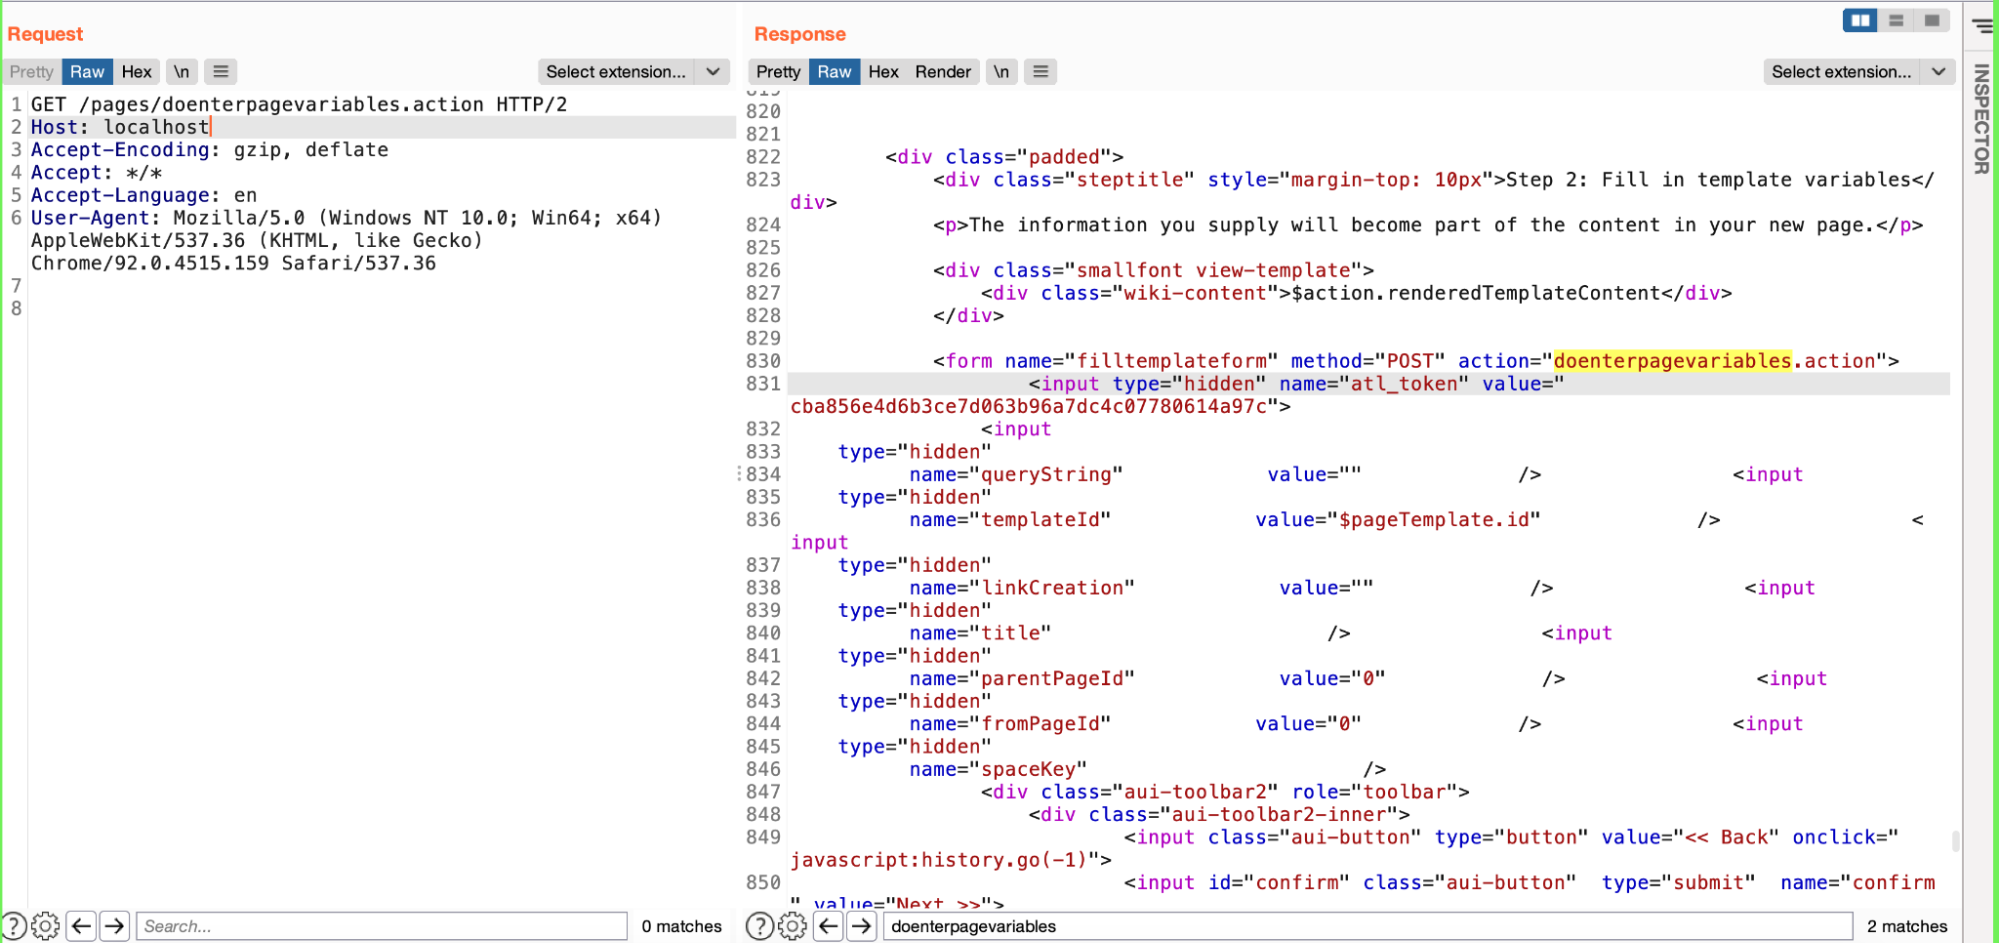 Request
Pretty Raw Hex \n
Select extension...
1 GET /pages/doenterpagevariables.action HTTP/2
2 Host: localhost
3 Accept-Encoding: gzip, deflate
4 Accept: */*
5 Accept-Language: en
6 User-Agent: Mozilla/5.0 (Windows NT 10.0; Win64; x64)
AppleWebKit/537.36 (KHTML, like Gecko)
Chrome/92.0.4515.159 Safari/537.36
7
8
Search...
0 matches
Response
Pretty Raw Hex Render \n
Select extension...
819
820
821
822 <div class="padded">
823 <div class="steptitle" style="margin-top: 10px">Step 2: Fill in template variables</
div>
824 <p>The information you supply will become part of the content in your new page.</p>
825
826 <div class="smallfont view-template">
827 <div class="wiki-content">$action.renderedTemplateContent</div>
828 </div>
829
830 <form name="filltemplateform" method="POST" action="doenterpagevariables.action">
831 <input type="hidden" name="atl_token" value="
cba856e4d6b3ce7d063b96a7dc4c07780614a97c">
832 <input
833 type="hidden"
834 name="queryString" value="" /> <input
835 type="hidden"
836 name="templateId" value="$pageTemplate.id" /> <
input
837 type="hidden"
838 name="linkCreation" value="" /> <input
839 type="hidden"
840 name="title" /> <input
841 type="hidden"
842 name="parentPageId" value="0" /> <input
843 type="hidden"
844 name="fromPageId" value="0" /> <input
845 type="hidden"
846 name="spaceKey" />
847 <div class="aui-toolbar2" role="toolbar">
848 <div class="aui-toolbar2-inner">
849 <input class="aui-button" type="button" value="<< Back" onclick="
javascript:history.go(-1)">
850 <input id="confirm" class="aui-button" type="submit" name="confirm
" value="Next >>">
doenterpagevariables
2 matches
INSPECTOR